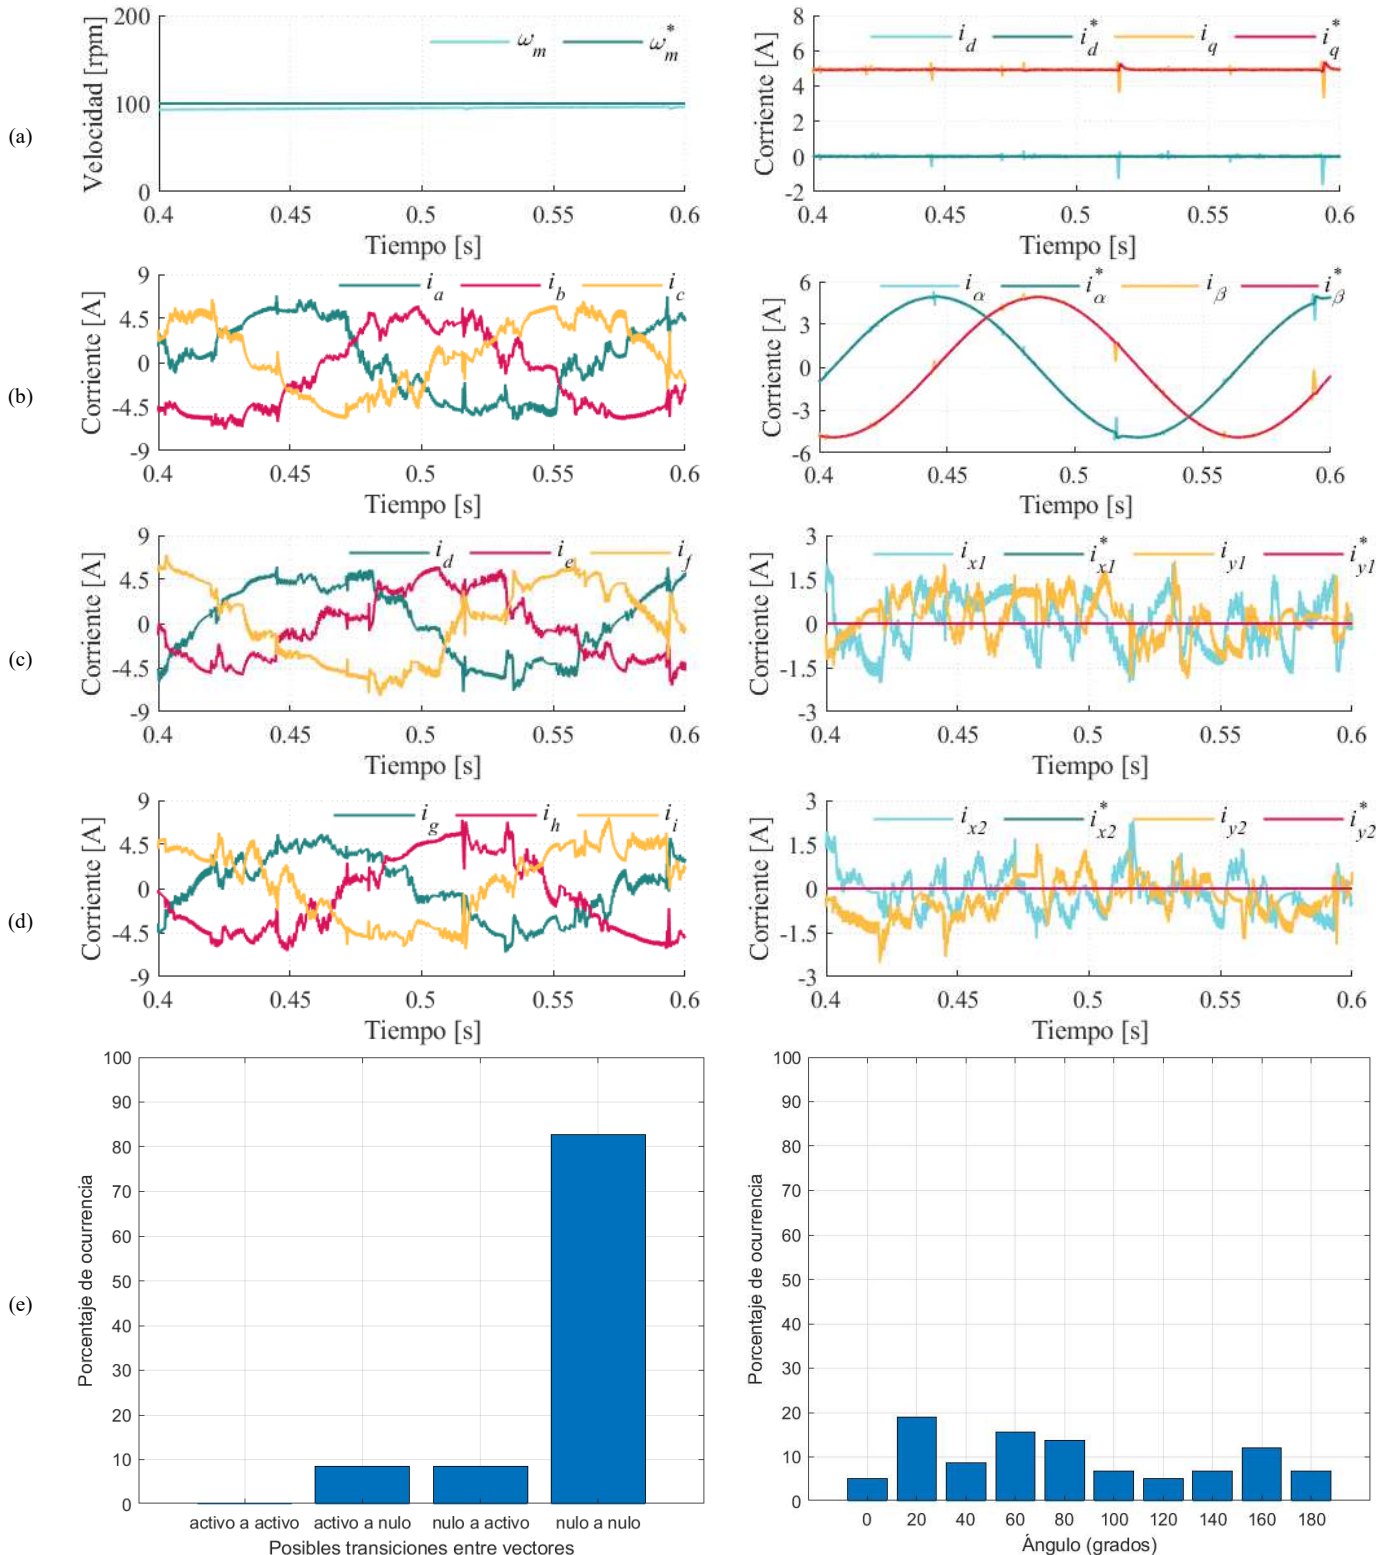 (a)
200
100
0
0.4 0.45 0.5 0.55 0.6
Velocidad [rpm]
Tiempo [s]
ω_m ω_m^*
8
6
4
2
0
-2
0.4 0.45 0.5 0.55 0.6
Corriente [A]
Tiempo [s]
i_d i_d^* i_q i_q^*
(b)
9
4.5
0
-4.5
-9
0.4 0.45 0.5 0.55 0.6
Corriente [A]
Tiempo [s]
i_a i_b i_c
6
3
0
-3
-6
0.4 0.45 0.5 0.55 0.6
Corriente [A]
Tiempo [s]
i_α i_α^* i_β i_β^*
(c)
9
4.5
0
-4.5
-9
0.4 0.45 0.5 0.55 0.6
Corriente [A]
Tiempo [s]
i_d i_e i_f
3
1.5
0
-1.5
-3
0.4 0.45 0.5 0.55 0.6
Corriente [A]
Tiempo [s]
i_x1 i_x1^* i_y1 i_y1^*
(d)
9
4.5
0
-4.5
-9
0.4 0.45 0.5 0.55 0.6
Corriente [A]
Tiempo [s]
i_g i_h i_i
3
1.5
0
-1.5
-3
0.4 0.45 0.5 0.55 0.6
Corriente [A]
Tiempo [s]
i_x2 i_x2^* i_y2 i_y2^*
(e)
100
90
80
70
60
50
40
30
20
10
0
Porcentaje de ocurrencia
activo a activo activo a nulo nulo a activo nulo a nulo
Posibles transiciones entre vectores
100
90
80
70
60
50
40
30
20
10
0
Porcentaje de ocurrencia
0 20 40 60 80 100 120 140 160 180
Ángulo (grados)